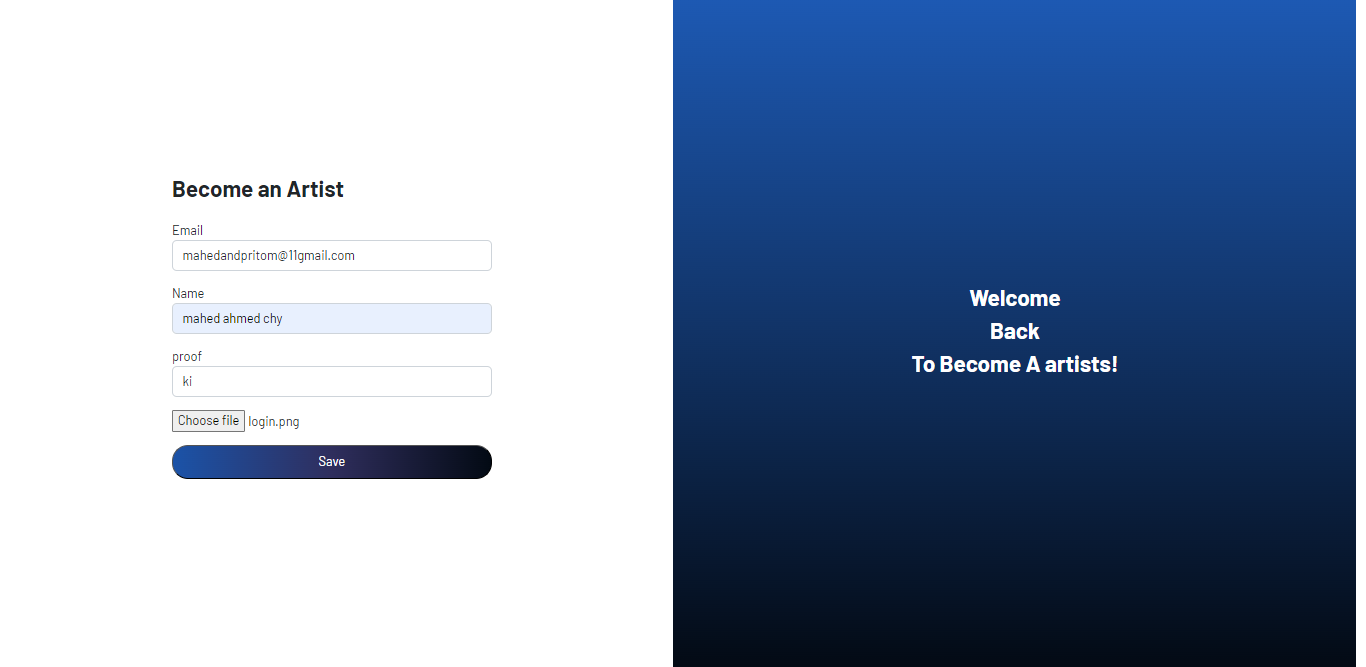 Become an Artist
Email
mahedandpritom@11gmail.com
Name
mahed ahmed chy
proof
ki
Choose file login.png
Save
Welcome
Back
To Become A artists!